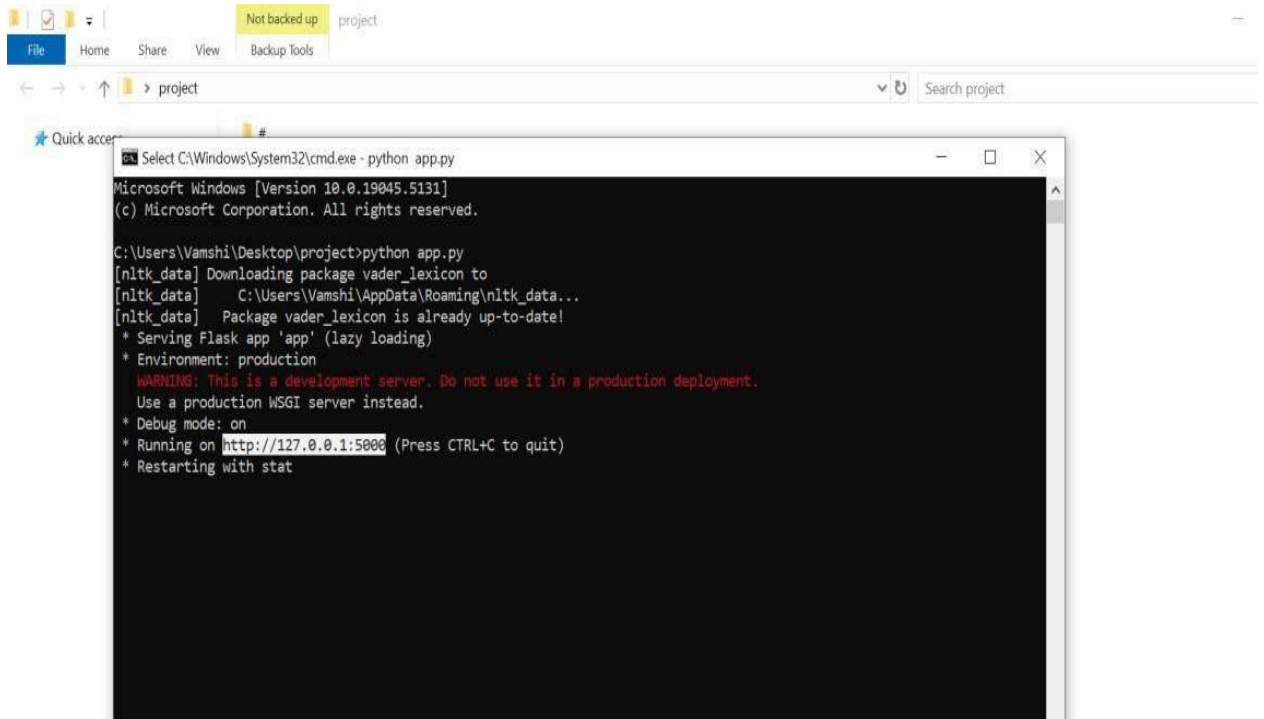 Not backed up project
File Home Share View Backup Tools
project Search project
Quick access #
Select C:\Windows\System32\cmd.exe - python app.py
Microsoft Windows [Version 10.0.19045.5131]
(c) Microsoft Corporation. All rights reserved.
C:\Users\Vamshi\Desktop\project>python app.py
[nltk_data] Downloading package vader_lexicon to
[nltk_data]     C:\Users\Vamshi\AppData\Roaming\nltk_data...
[nltk_data]   Package vader_lexicon is already up-to-date!
* Serving Flask app 'app' (lazy loading)
* Environment: production
WARNING: This is a development server. Do not use it in a production deployment.
Use a production WSGI server instead.
* Debug mode: on
* Running on http://127.0.0.1:5000 (Press CTRL+C to quit)
* Restarting with stat